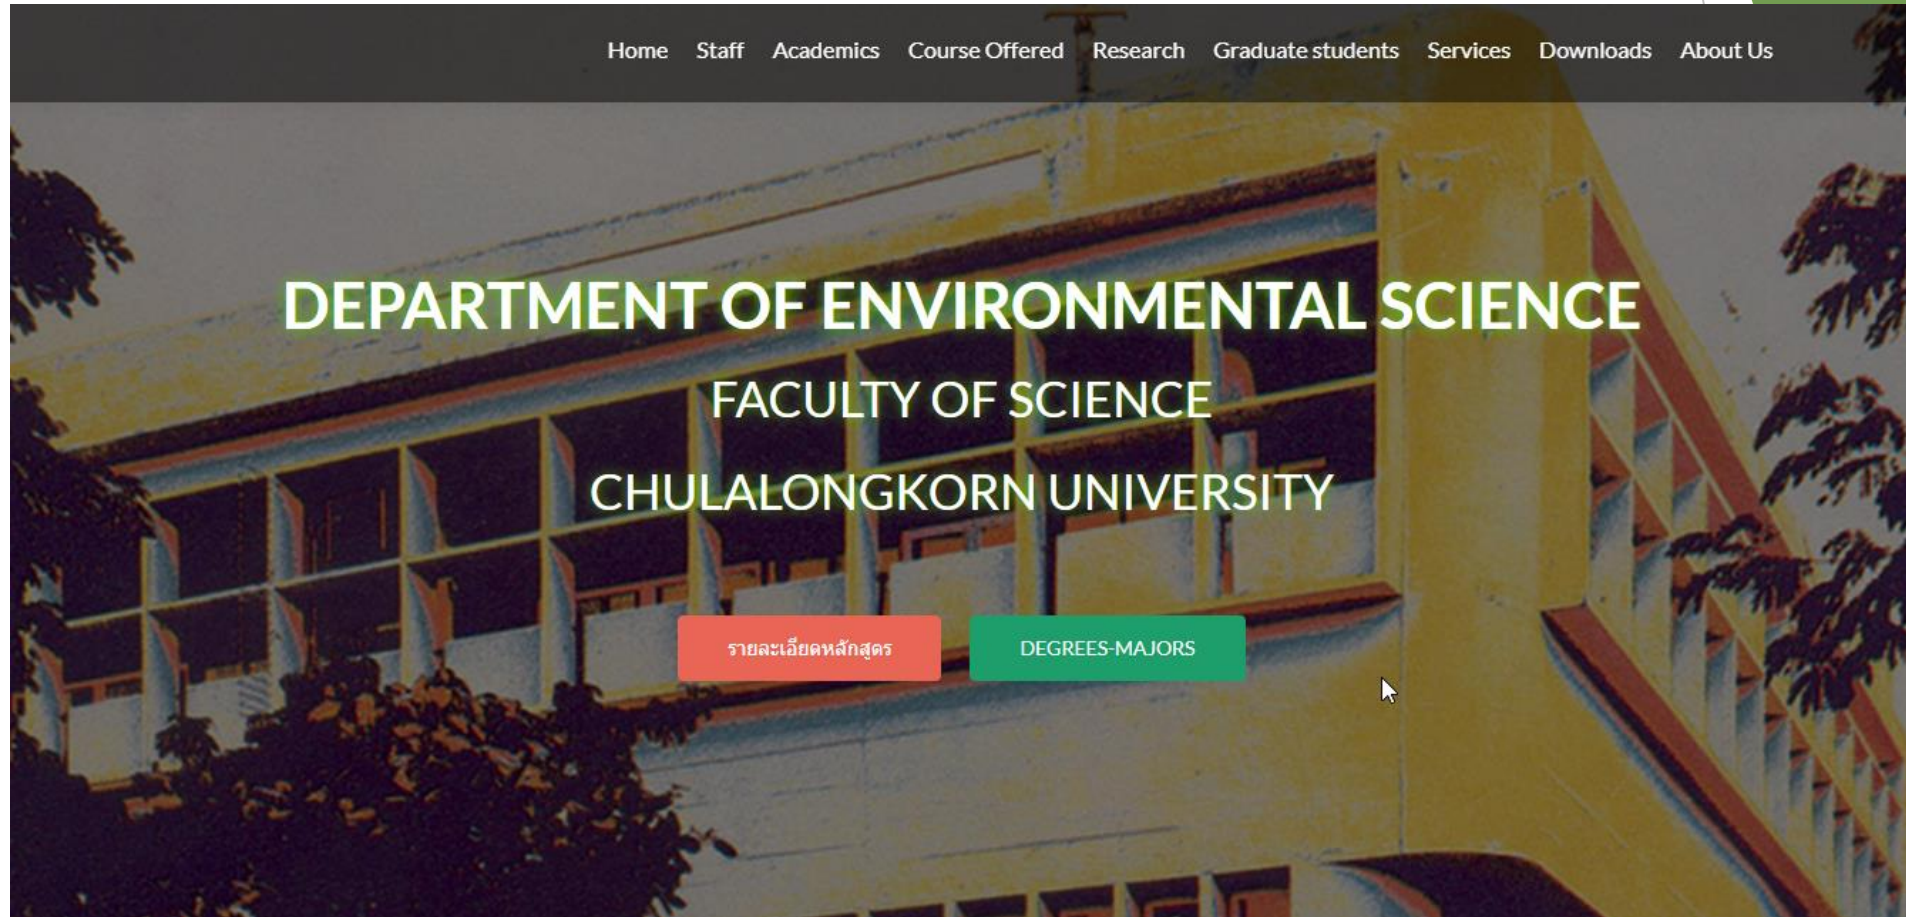 Home Staff Academics Course Offered Research Graduate students Services Downloads About Us
DEPARTMENT OF ENVIRONMENTAL SCIENCE
FACULTY OF SCIENCE
CHULALONGKORN UNIVERSITY
รายละเอียดหลักสูตร DEGREES-MAJORS